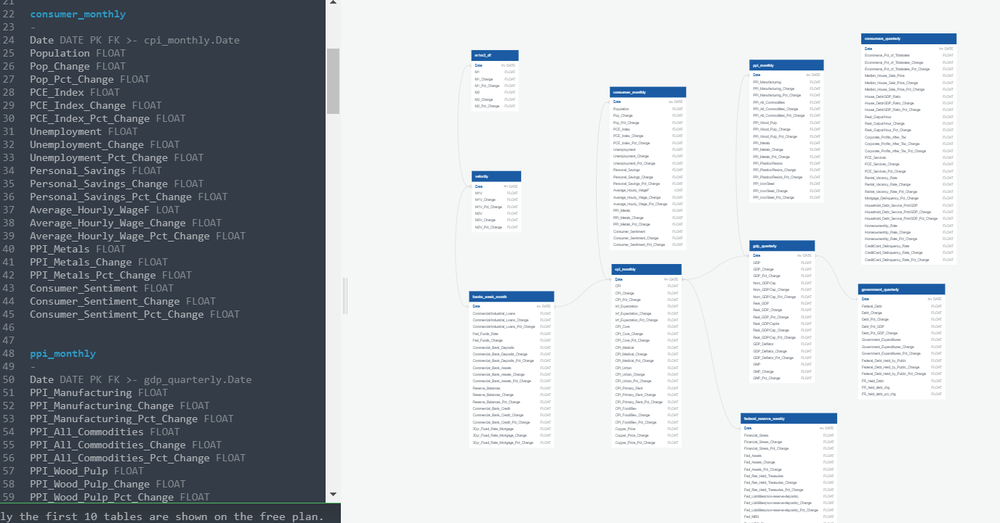 21
22 consumer_monthly
23 -
24 Date DATE PK FK >- cpi_monthly.Date
25 Population FLOAT
26 Pop_Change FLOAT
27 Pop_Pct_Change FLOAT
28 PCE_Index FLOAT
29 PCE_Index_Change FLOAT
30 PCE_Index_Pct_Change FLOAT
31 Unemployment FLOAT
32 Unemployment_Change FLOAT
33 Unemployment_Pct_Change FLOAT
34 Personal_Savings FLOAT
35 Personal_Savings_Change FLOAT
36 Personal_Savings_Pct_Change FLOAT
37 Average_Hourly_WageF LOAT
38 Average_Hourly_Wage_Change FLOAT
39 Average_Hourly_Wage_Pct_Change FLOAT
40 PPI_Metals FLOAT
41 PPI_Metals_Change FLOAT
42 PPI_Metals_Pct_Change FLOAT
43 Consumer_Sentiment FLOAT
44 Consumer_Sentiment_Change FLOAT
45 Consumer_Sentiment_Pct_Change FLOAT
46
47
48 ppi_monthly
49 -
50 Date DATE PK FK >- gdp_quarterly.Date
51 PPI_Manufacturing FLOAT
52 PPI_Manufacturing_Change FLOAT
53 PPI_Manufacturing_Pct_Change FLOAT
54 PPI_All_Commodities FLOAT
55 PPI_All_Commodities_Change FLOAT
56 PPI_All_Commodities_Pct_Change FLOAT
57 PPI_Wood_Pulp FLOAT
58 PPI_Wood_Pulp_Change FLOAT
59 PPI_Wood_Pulp_Pct_Change FLOAT
ly the first 10 tables are shown on the free plan.
Date DATE
M1 FLOAT
M1_Change FLOAT
M1_Pct_Change FLOAT
M2 FLOAT
M2_Change FLOAT
M2_Pct_Change FLOAT
velocity
Date DATE
M1V FLOAT
M1V_Change FLOAT
M1V_Pct_Change FLOAT
M2V FLOAT
M2V_Change FLOAT
M2V_Pct_Change FLOAT
banks_week_month
Date DATE
Commercial/Industrial_Loans FLOAT
Commercial/Industrial_Loans_Change FLOAT
Commercial/Industrial_Loans_Pct_Change FLOAT
Fed_Funds_Rate FLOAT
Fed_Funds_Change FLOAT
Commercial_Bank_Deposits FLOAT
Commercial_Bank_Deposits_Change FLOAT
Commercial_Bank_Deposits_Pct_Change FLOAT
Commercial_Bank_Assets FLOAT
Commercial_Bank_Assets_Change FLOAT
Commercial_Bank_Assets_Pct_Change FLOAT
Reserve_Balances FLOAT
Reserve_Balances_Change FLOAT
Reserve_Balances_Pct_Change FLOAT
Commercial_Bank_Credit FLOAT
Commercial_Bank_Credit_Change FLOAT
Commercial_Bank_Credit_Pct_Change FLOAT
30yr_Fixed_Rate_Mortgage FLOAT
30yr_Fixed_Rate_Mortgage_Change FLOAT
30yr_Fixed_Rate_Mortgage_Pct_Change FLOAT
consumer_monthly
Date DATE
Population FLOAT
Pop_Change FLOAT
Pop_Pct_Change FLOAT
PCE_Index FLOAT
PCE_Index_Change FLOAT
PCE_Index_Pct_Change FLOAT
Unemployment FLOAT
Unemployment_Change FLOAT
Unemployment_Pct_Change FLOAT
Personal_Savings FLOAT
Personal_Savings_Change FLOAT
Personal_Savings_Pct_Change FLOAT
Average_Hourly_WageF LOAT
Average_Hourly_Wage_Change FLOAT
Average_Hourly_Wage_Pct_Change FLOAT
PPI_Metals FLOAT
PPI_Metals_Change FLOAT
PPI_Metals_Pct_Change FLOAT
Consumer_Sentiment FLOAT
Consumer_Sentiment_Change FLOAT
Consumer_Sentiment_Pct_Change FLOAT
cpi_monthly
Date DATE
CPI FLOAT
CPI_Change FLOAT
CPI_Pct_Change FLOAT
Inf_Expectation FLOAT
Inf_Expectation_Change FLOAT
Inf_Expectation_Pct_Change FLOAT
CPI_Core FLOAT
CPI_Core_Change FLOAT
CPI_Core_Pct_Change FLOAT
CPI_Medical FLOAT
CPI_Medical_Change FLOAT
CPI_Medical_Pct_Change FLOAT
CPI_Urban FLOAT
CPI_Urban_Change FLOAT
CPI_Urban_Pct_Change FLOAT
CPI_Primary_Rent FLOAT
CPI_Primary_Rent_Change FLOAT
CPI_Primary_Rent_Pct_Change FLOAT
CPI_FoodBev FLOAT
CPI_FoodBev_Change FLOAT
CPI_FoodBev_Pct_Change FLOAT
Copper_Price FLOAT
Copper_Price_Change FLOAT
Copper_Price_Pct_Change FLOAT
ppi_monthly
Date DATE
PPI_Manufacturing FLOAT
PPI_Manufacturing_Change FLOAT
PPI_Manufacturing_Pct_Change FLOAT
PPI_All_Commodities FLOAT
PPI_All_Commodities_Change FLOAT
PPI_All_Commodities_Pct_Change FLOAT
PPI_Wood_Pulp FLOAT
PPI_Wood_Pulp_Change FLOAT
PPI_Wood_Pulp_Pct_Change FLOAT
PPI_Metals FLOAT
PPI_Metals_Change FLOAT
PPI_Metals_Pct_Change FLOAT
PPI_Plastics/Resins FLOAT
PPI_Plastics/Resins_Change FLOAT
PPI_Plastics/Resins_Pct_Change FLOAT
PPI_IronSteel FLOAT
PPI_IronSteel_Change FLOAT
PPI_IronSteel_Pct_Change FLOAT
gdp_quarterly
Date DATE
GDP FLOAT
GDP_Change FLOAT
GDP_Pct_Change FLOAT
Nom_GDP/Cap FLOAT
Nom_GDP/Cap_Change FLOAT
Nom_GDP/Cap_Pct_Change FLOAT
Real_GDP FLOAT
Real_GDP_Change FLOAT
Real_GDP_Pct_Change FLOAT
Real_GDP/Capita FLOAT
Real_GDP/Cap_Change FLOAT
Real_GDP/Cap_Pct_Change FLOAT
GDP_Deflator FLOAT
GDP_Deflator_Change FLOAT
GDP_Deflator_Pct_Change FLOAT
GNP FLOAT
GNP_Change FLOAT
GNP_Pct_Change FLOAT
federal_reserve_weekly
Date DATE
Financial_Stress FLOAT
Financial_Stress_Change FLOAT
Financial_Stress_Pct_Change FLOAT
Fed_Assets FLOAT
Fed_Assets_Change FLOAT
Fed_Assets_Pct_Change FLOAT
Fed_Res_Held_Treasuries FLOAT
Fed_Res_Held_Treasuries_Change FLOAT
Fed_Res_Held_Treasuries_Pct_Change FLOAT
Fed_Liabilities(non-reserve-deposits) FLOAT
Fed_Liabilities(non-reserve-deposits)_Change FLOAT
Fed_Liabilities(non-reserve-deposits)_Pct_Change FLOAT
Fed_MBS FLOAT
consumers_quarterly
Date DATE
Ecommerce_Pct_of_Totalsales FLOAT
Ecommerce_Pct_of_Totalsales_Change FLOAT
Ecommerce_Pct_of_Totalsales_Pct_Change FLOAT
Median_House_Sale_Price FLOAT
Median_House_Sale_Price_Change FLOAT
Median_House_Sale_Price_Pct_Change FLOAT
House_Debt/GDP_Ratio FLOAT
House_Debt/GDP_Ratio_Change FLOAT
House_Debt/GDP_Ratio_Pct_Change FLOAT
Real_Output/Hour FLOAT
Real_Output/Hour_Change FLOAT
Real_Output/Hour_Pct_Change FLOAT
Corporate_Profits_After_Tax FLOAT
Corporate_Profits_After_Tax_Change FLOAT
Corporate_Profits_After_Tax_Pct_Change FLOAT
PCE_Services FLOAT
PCE_Services_Change FLOAT
PCE_Services_Pct_Change FLOAT
Rental_Vacancy_Rate FLOAT
Rental_Vacancy_Rate_Change FLOAT
Rental_Vacancy_Rate_Pct_Change FLOAT
Mortgage_Delinquency_Pct_Change FLOAT
Household_Debt_Service_Pmt/GDP FLOAT
Household_Debt_Service_Pmt/GDP_Change FLOAT
Household_Debt_Service_Pmt/GDP_Pct_Change FLOAT
Homeownership_Rate FLOAT
Homeownership_Rate_Change FLOAT
Homeownership_Rate_Pct_Change FLOAT
CreditCard_Delinquency_Rate FLOAT
CreditCard_Delinquency_Rate_Change FLOAT
CreditCard_Delinquency_Rate_Pct_Change FLOAT
government_quarterly
Date DATE
Federal_Debt FLOAT
Debt_Change FLOAT
Debt_Pct_Change FLOAT
Debt_Pct_GDP FLOAT
Debt_Pct_GDP_Change FLOAT
Government_Expenditures FLOAT
Government_Expenditures_Change FLOAT
Government_Expenditures_Pct_Change FLOAT
Federal_Debt_Held_by_Public FLOAT
Federal_Debt_Held_by_Public_Change FLOAT
Federal_Debt_Held_by_Public_Pct_Change FLOAT
FR_Held_Debt FLOAT
FR_held_debt_chg FLOAT
FR_held_debt_pct_chg FLOAT